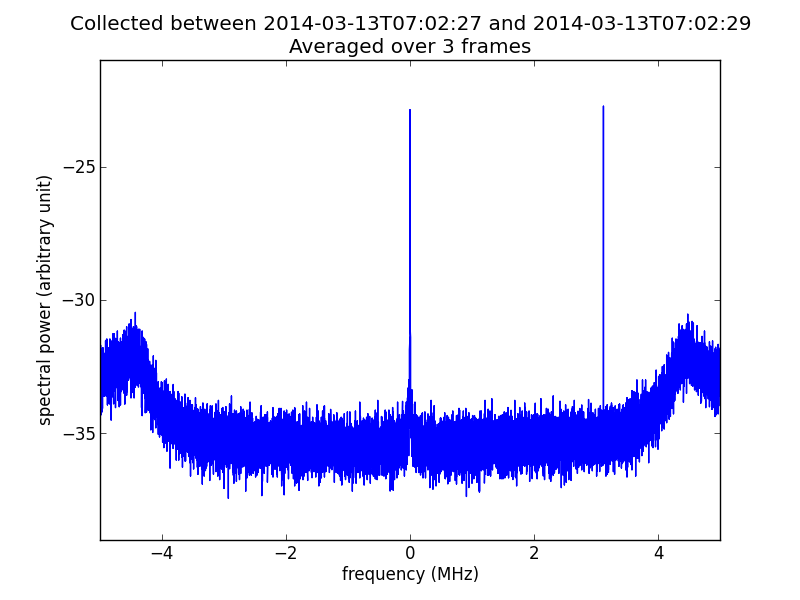 Collected between 2014-03-13T07:02:27 and 2014-03-13T07:02:29
Averaged over 3 frames
−25
−30
−35
spectral power (arbitrary unit)
−4 −2 0 2 4
frequency (MHz)